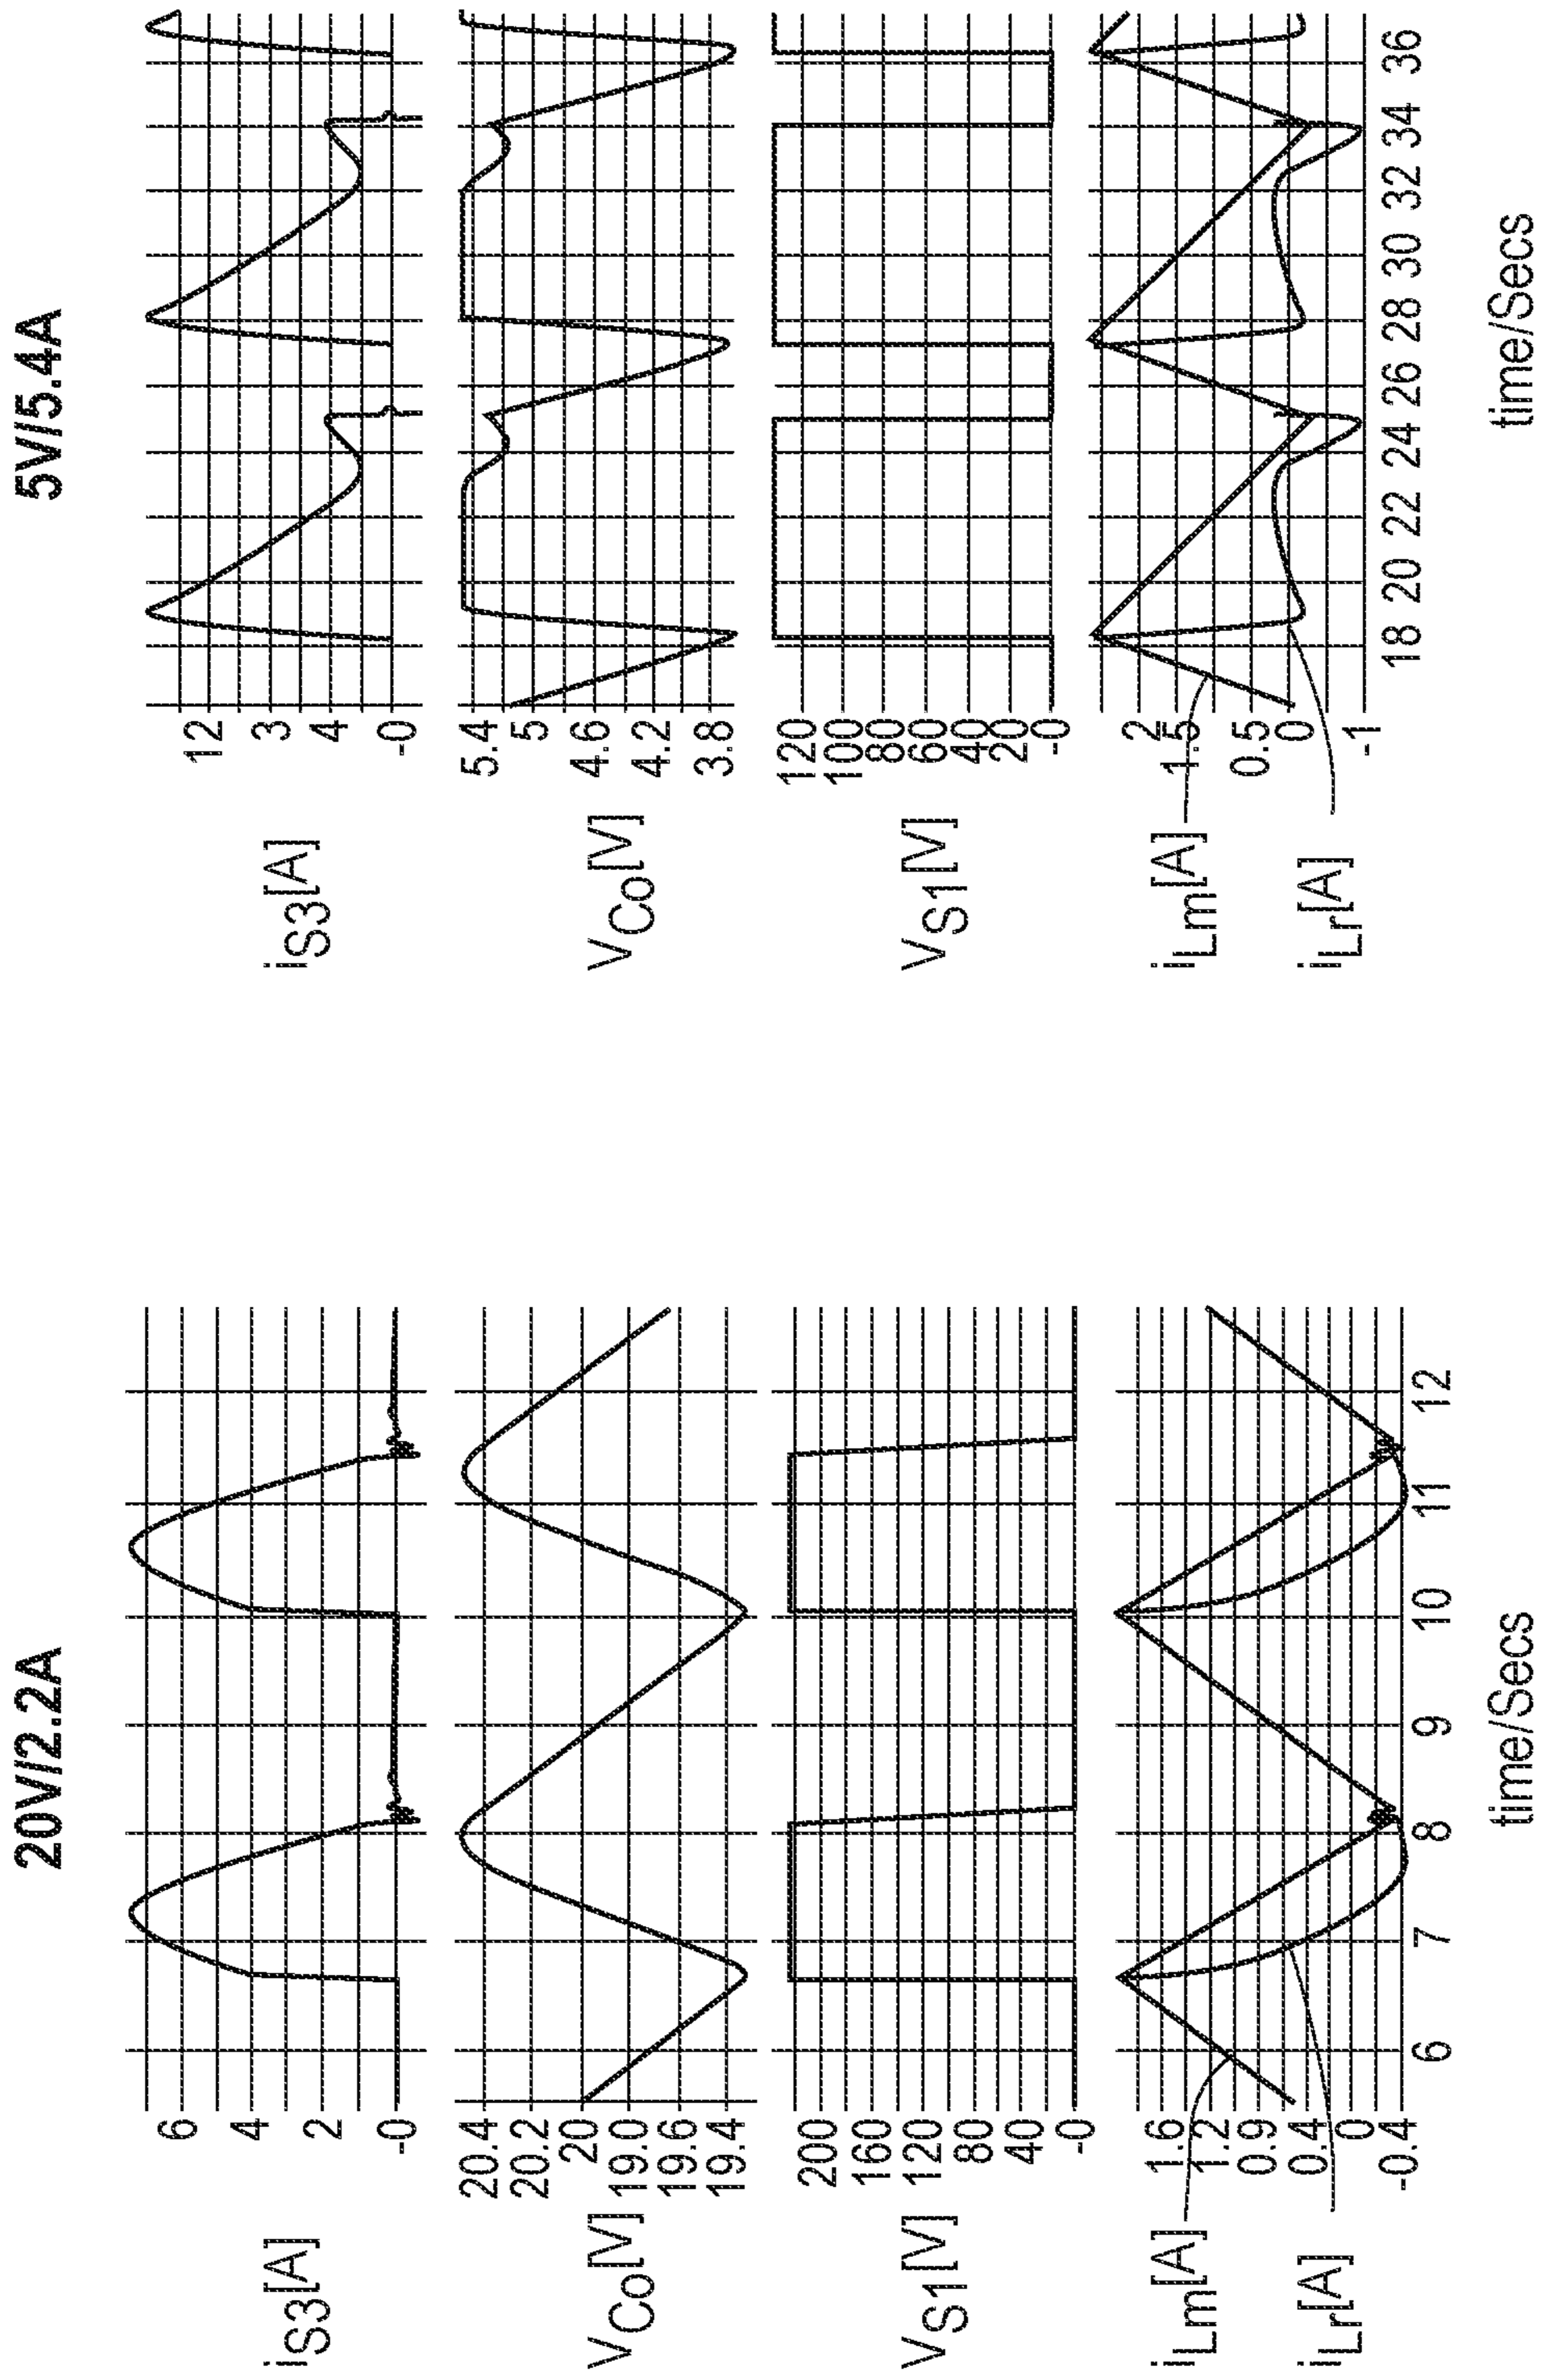 20V/2.2A
iS3[A]
6
4
2
-0
VCo[V]
20.4
20.2
20
19.0
19.6
19.4
VS1[V]
200
160
120
80
40
-0
iLm[A]
iLr[A]
1.6
1.2
0.9
0.4
0
-0.4
6 7 8 9 10 11 12
time/Secs
5V/5.4A
iS3[A]
12
3
4
-0
VCo[V]
5.4
5
4.6
4.2
3.8
VS1[V]
120
100
80
60
40
20
-0
iLm[A]
iLr[A]
2
1.5
0.5
0
-1
18 20 22 24 26 28 30 32 34 36
time/Secs